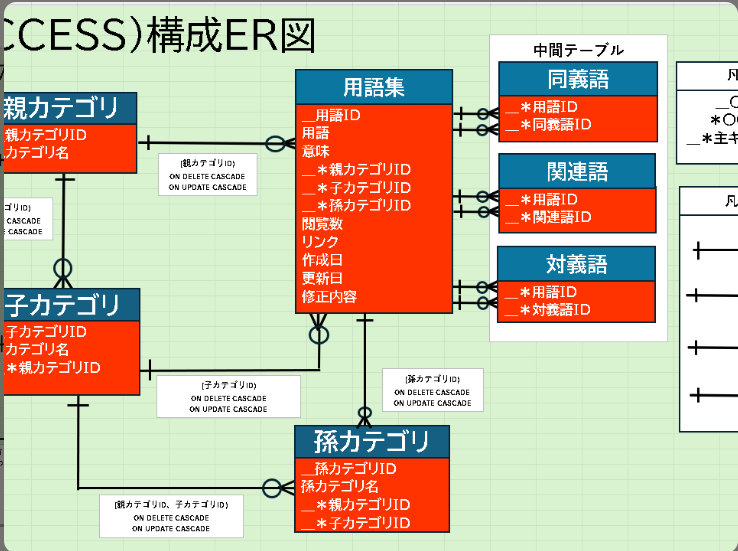 CCESS)構成ER図
親カテゴリ
親カテゴリID
カテゴリ名
[親カテゴリID)
ON DELETE CASCADE
ON UPDATE CASCADE
ゴリID)
CASCADE
E CASCADE
子カテゴリ
子カテゴリID
カテゴリ名
*親カテゴリID
[子カテゴリID)
ON DELETE CASCADE
ON UPDATE CASCADE
[親カテゴリID、子カテゴリID)
ON DELETE CASCADE
ON UPDATE CASCADE
用語集
__用語ID
用語
意味
__*親カテゴリID
__*子カテゴリID
__*孫カテゴリID
閲覧数
リンク
作成日
更新日
修正内容
[孫カテゴリID)
ON DELETE CASCADE
ON UPDATE CASCADE
孫カテゴリ
__孫カテゴリID
孫カテゴリ名
__*親カテゴリID
__*子カテゴリID
中間テーブル
同義語
__*用語ID
__*同義語ID
関連語
__*用語ID
__*関連語ID
対義語
__*用語ID
__*対義語ID
__○
*○
__*主キ